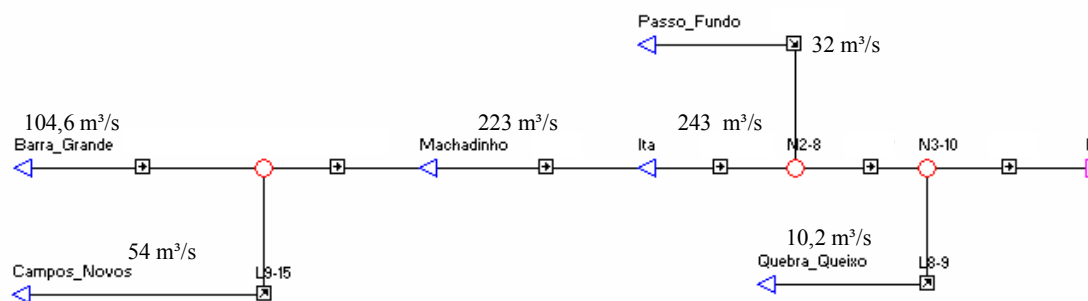 Passo_Fundo
32 m³/s
104,6 m³/s
223 m³/s
243 m³/s
Barra_Grande
Machadinho
Ita
N2-8
N3-10
10,2 m³/s
54 m³/s
Quebra_Queixo
L8-9
Campos_Novos
L9-15